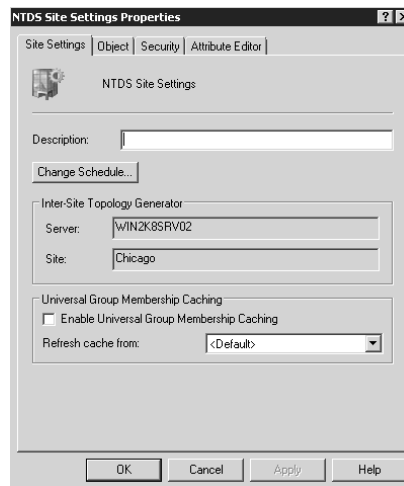 NTDS Site Settings Properties
Site Settings Object Security Attribute Editor
NTDS Site Settings
Description:
Change Schedule...
Inter-Site Topology Generator
Server: WIN2K8SRV02
Site: Chicago
Universal Group Membership Caching
Enable Universal Group Membership Caching
Refresh cache from: <Default>
OK Cancel Apply Help